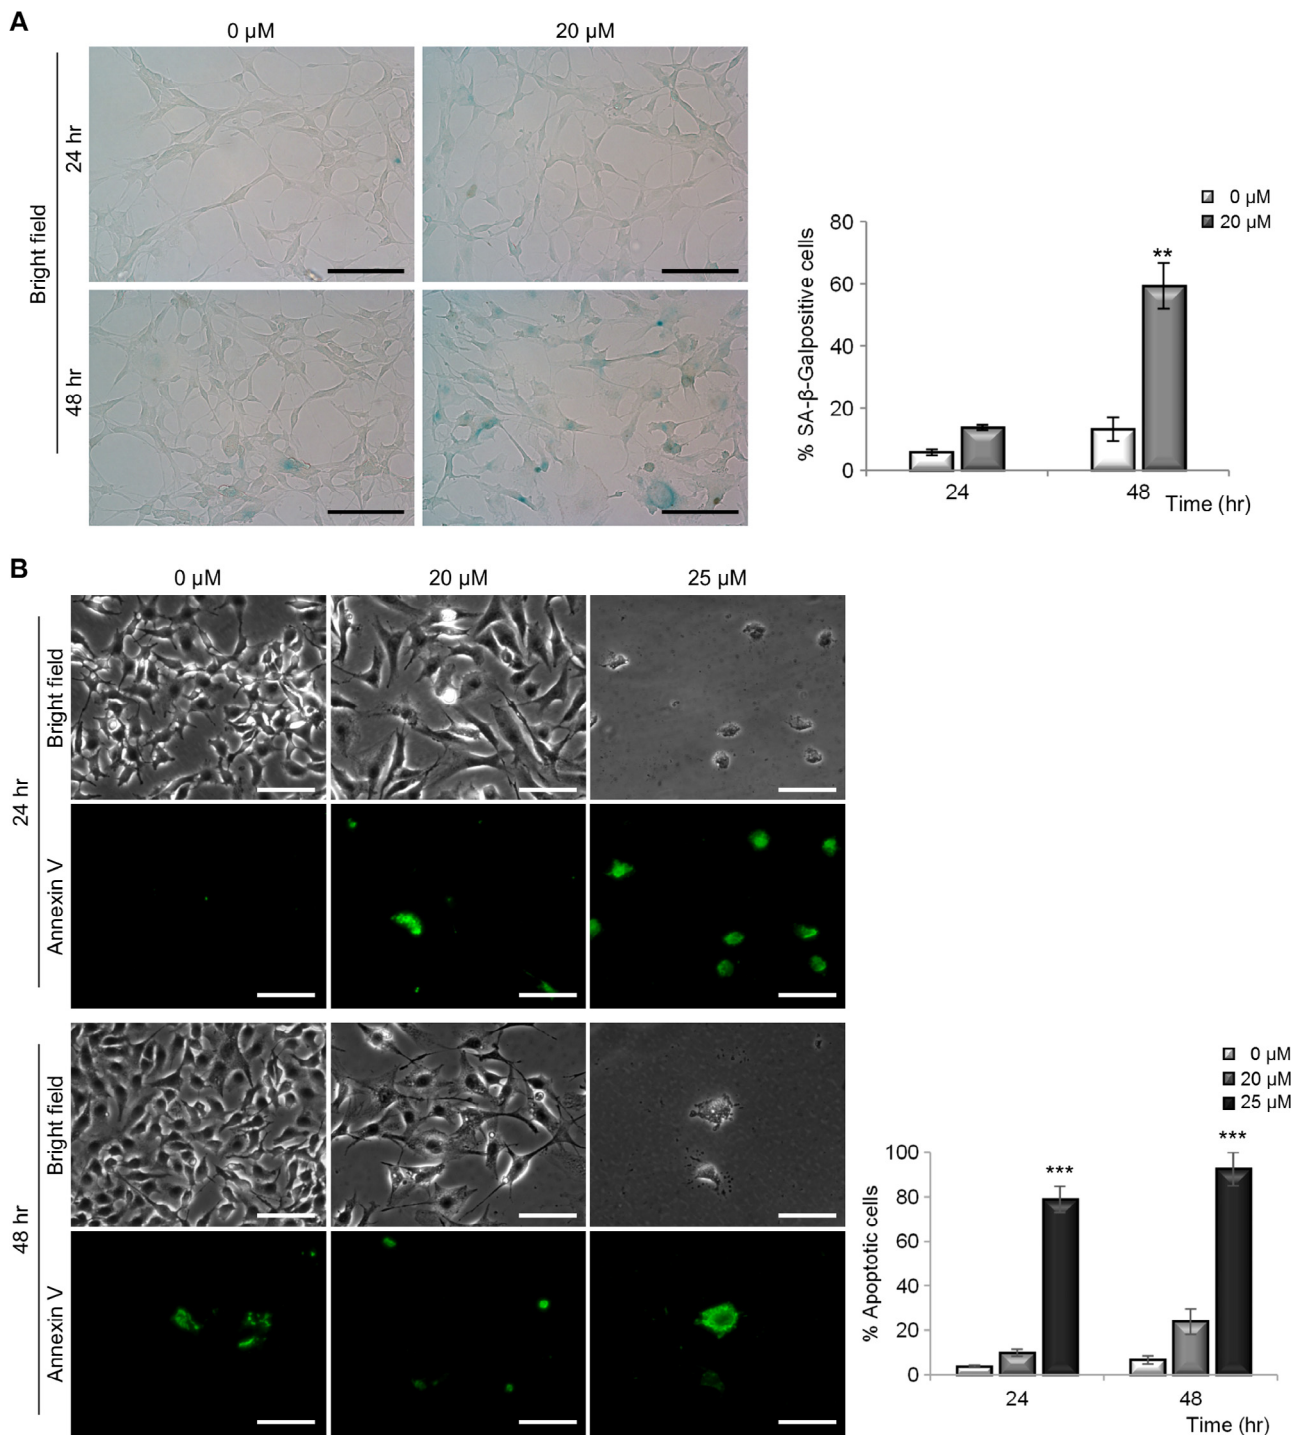 A
0 µM
20 µM
Bright field
24 hr
48 hr
0 µM
20 µM
% SA-β-Galpositive cells
80
60
40
20
0
**
24
48
Time (hr)
B
0 µM
20 µM
25 µM
24 hr
Bright field
Annexin V
48 hr
Bright field
Annexin V
0 µM
20 µM
25 µM
% Apoptotic cells
100
80
60
40
20
0
***
***
24
48
Time (hr)